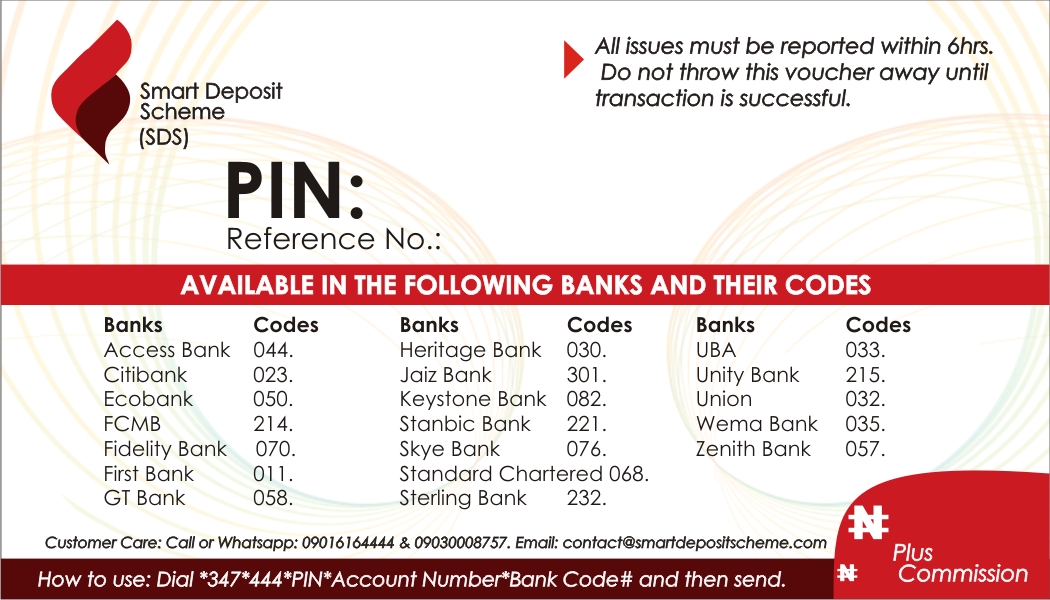 Smart Deposit
Scheme
(SDS)
All issues must be reported within 6hrs.
Do not throw this voucher away until
transaction is successful.
PIN:
Reference No.:
AVAILABLE IN THE FOLLOWING BANKS AND THEIR CODES
Banks Codes Banks Codes Banks Codes
Access Bank 044. Heritage Bank 030. UBA 033.
Citibank 023. Jaiz Bank 301. Unity Bank 215.
Ecobank 050. Keystone Bank 082. Union 032.
FCMB 214. Stanbic Bank 221. Wema Bank 035.
Fidelity Bank 070. Skye Bank 076. Zenith Bank 057.
First Bank 011. Standard Chartered 068.
GT Bank 058. Sterling Bank 232.
Customer Care: Call or Whatsapp: 09016164444 & 09030008757. Email: contact@smartdepositscheme.com
How to use: Dial *347*444*PIN*Account Number*Bank Code# and then send.
₦
₦ Plus
Commission